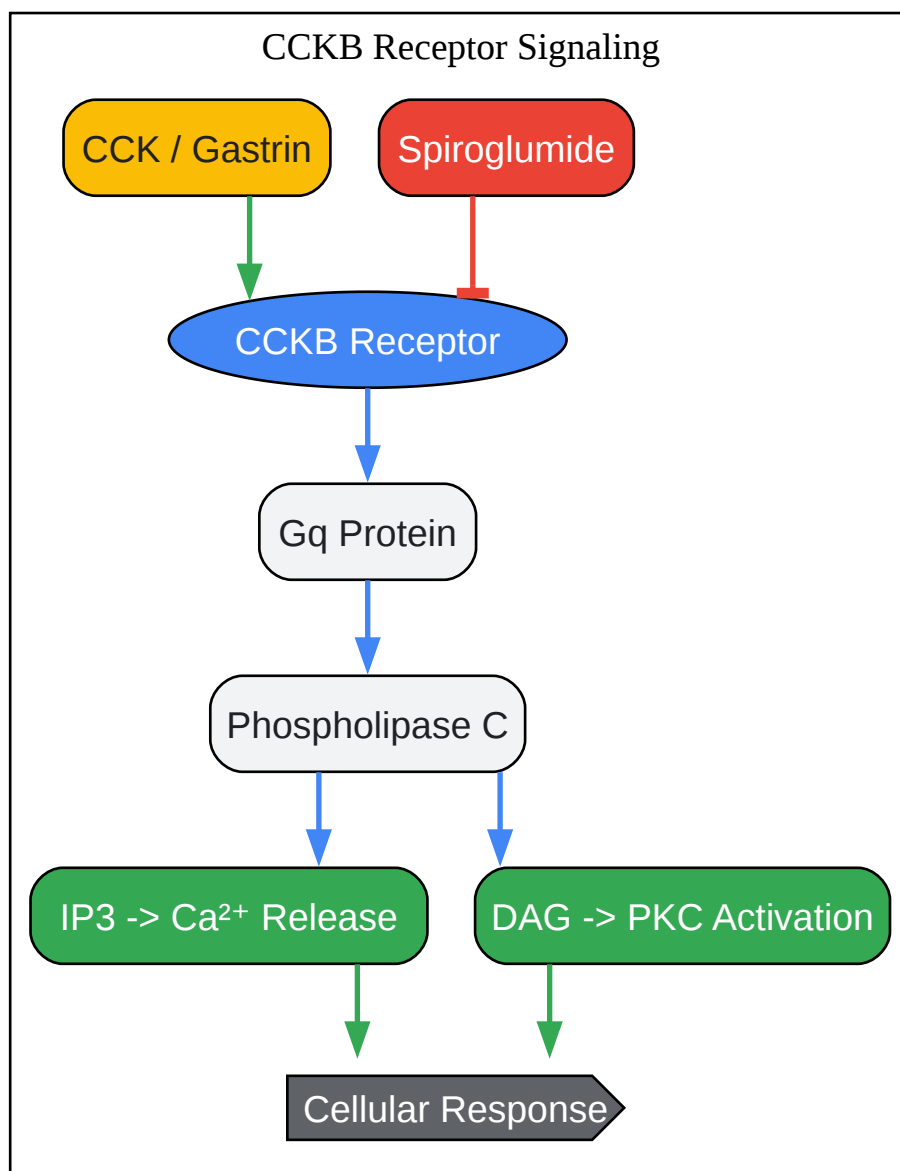 CCKB Receptor Signaling
CCK / Gastrin
Spiroglumide
CCKB Receptor
Gq Protein
Phospholipase C
IP3 -> Ca²⁺ Release
DAG -> PKC Activation
Cellular Response